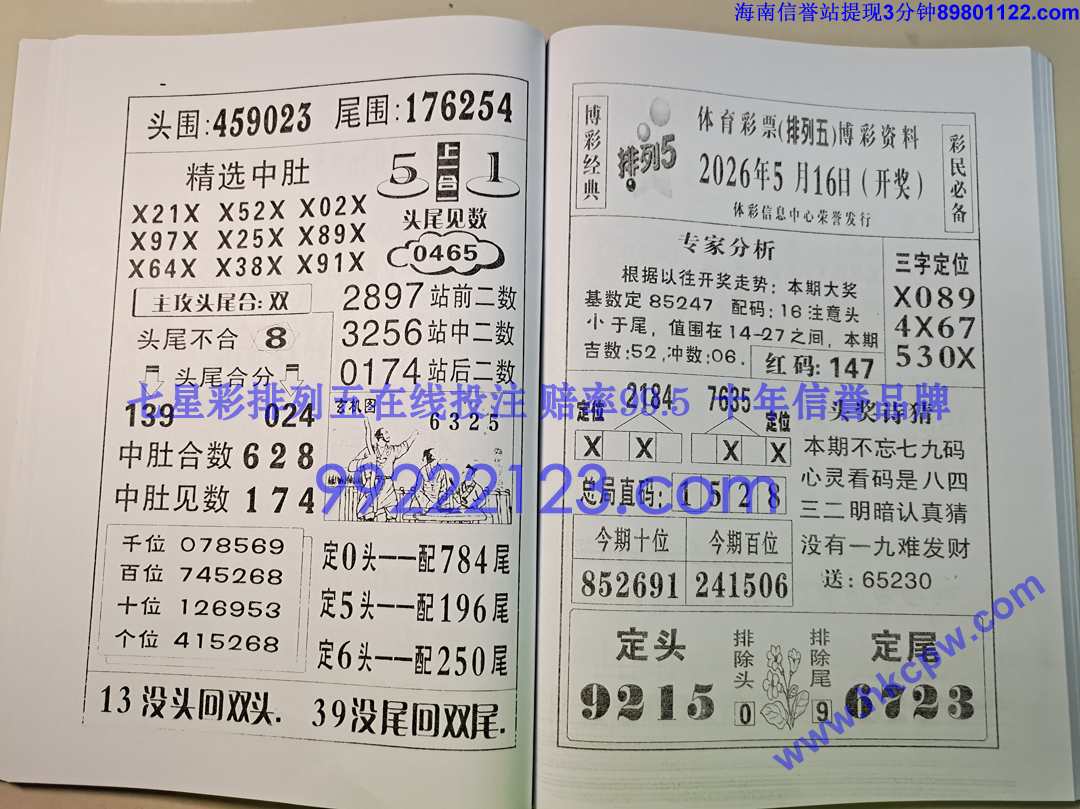 海南信誉站提现3分钟89801122.com
头围:459023 尾围:176254
精选中肚
X21X X52X X02X
X97X X25X X89X
X64X X38X X91X
5 上合 1
头尾见数
0465
主攻头尾合:双
头尾不合 8
头尾合分
139 024
中肚合数 628
中肚见数 174
2897 站前二数
3256 站中二数
0174 站后二数
玄机图
6325
千位 078569
百位 745268
十位 126953
个位 415268
定0头一一配784尾
定5头一一配196尾
定6头一一配250尾
13没头回双头.
39没尾回双尾.
博彩经典
排列5
体育彩票(排列五)博彩资料
2026年5月16日(开奖)
体彩信息中心荣誉发行
彩民必备
专家分析
根据以往开奖走势:本期大奖
基数定85247 配码:16注意头
小于尾,值围在14-27之间,本期
吉数:52,冲数:06.
红码:147
三字定位
X089
4X67
530X
2184 7635
定位 定位
X X X X
总局直码: 1 5 2 8
今期十位 今期百位
852691 241506
头奖诗猜
本期不忘七九码
心灵看码是八四
三二明暗认真猜
没有一九难发财
送:65230
定头
9215
排除头
0
排除尾
9
定尾
6723
七星彩排列五在线投注 赔率99.5 十年信誉品牌
99222123.com
www.hkcpw.com